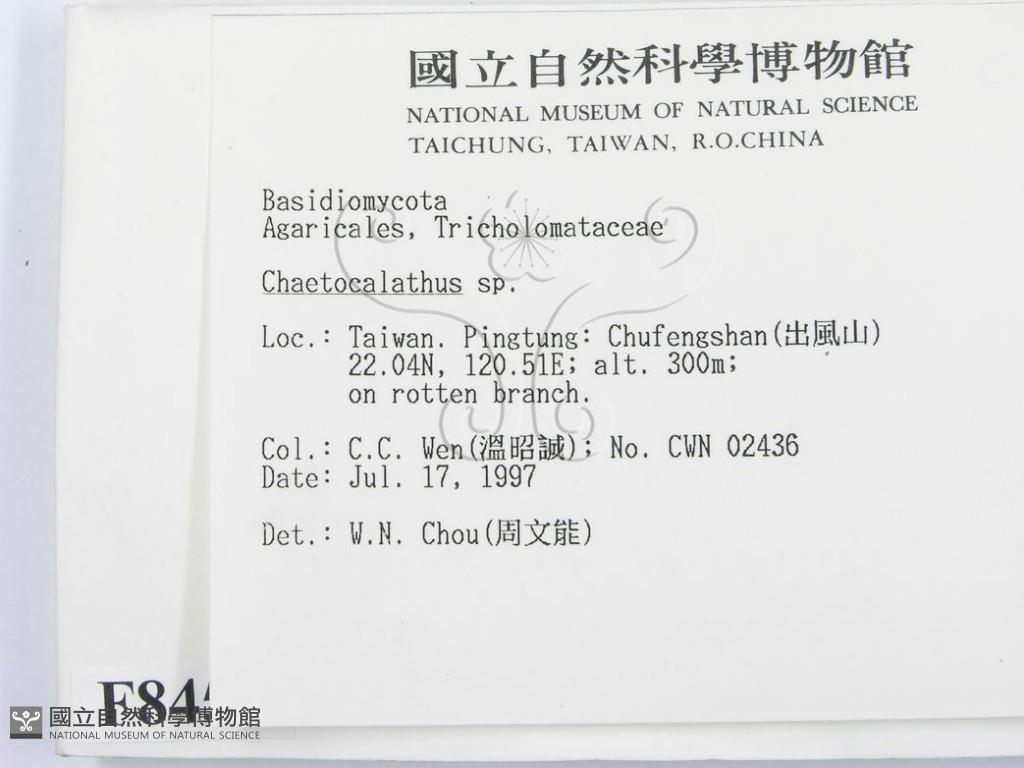 國立自然科學博物館
NATIONAL MUSEUM OF NATURAL SCIENCE
TAICHUNG, TAIWAN, R.O.CHINA
Basidiomycota
Agaricales, Tricholomataceae
Chaetocalathus sp.
Loc.: Taiwan. Pingtung: Chufengshan(出風山)
22.04N, 120.51E; alt. 300m;
on rotten branch.
Col.: C.C. Wen(溫昭誠); No. CWN 02436
Date: Jul. 17, 1997
Det.: W.N. Chou(周文能)
國立自然科學博物館
NATIONAL MUSEUM OF NATURAL SCIENCE